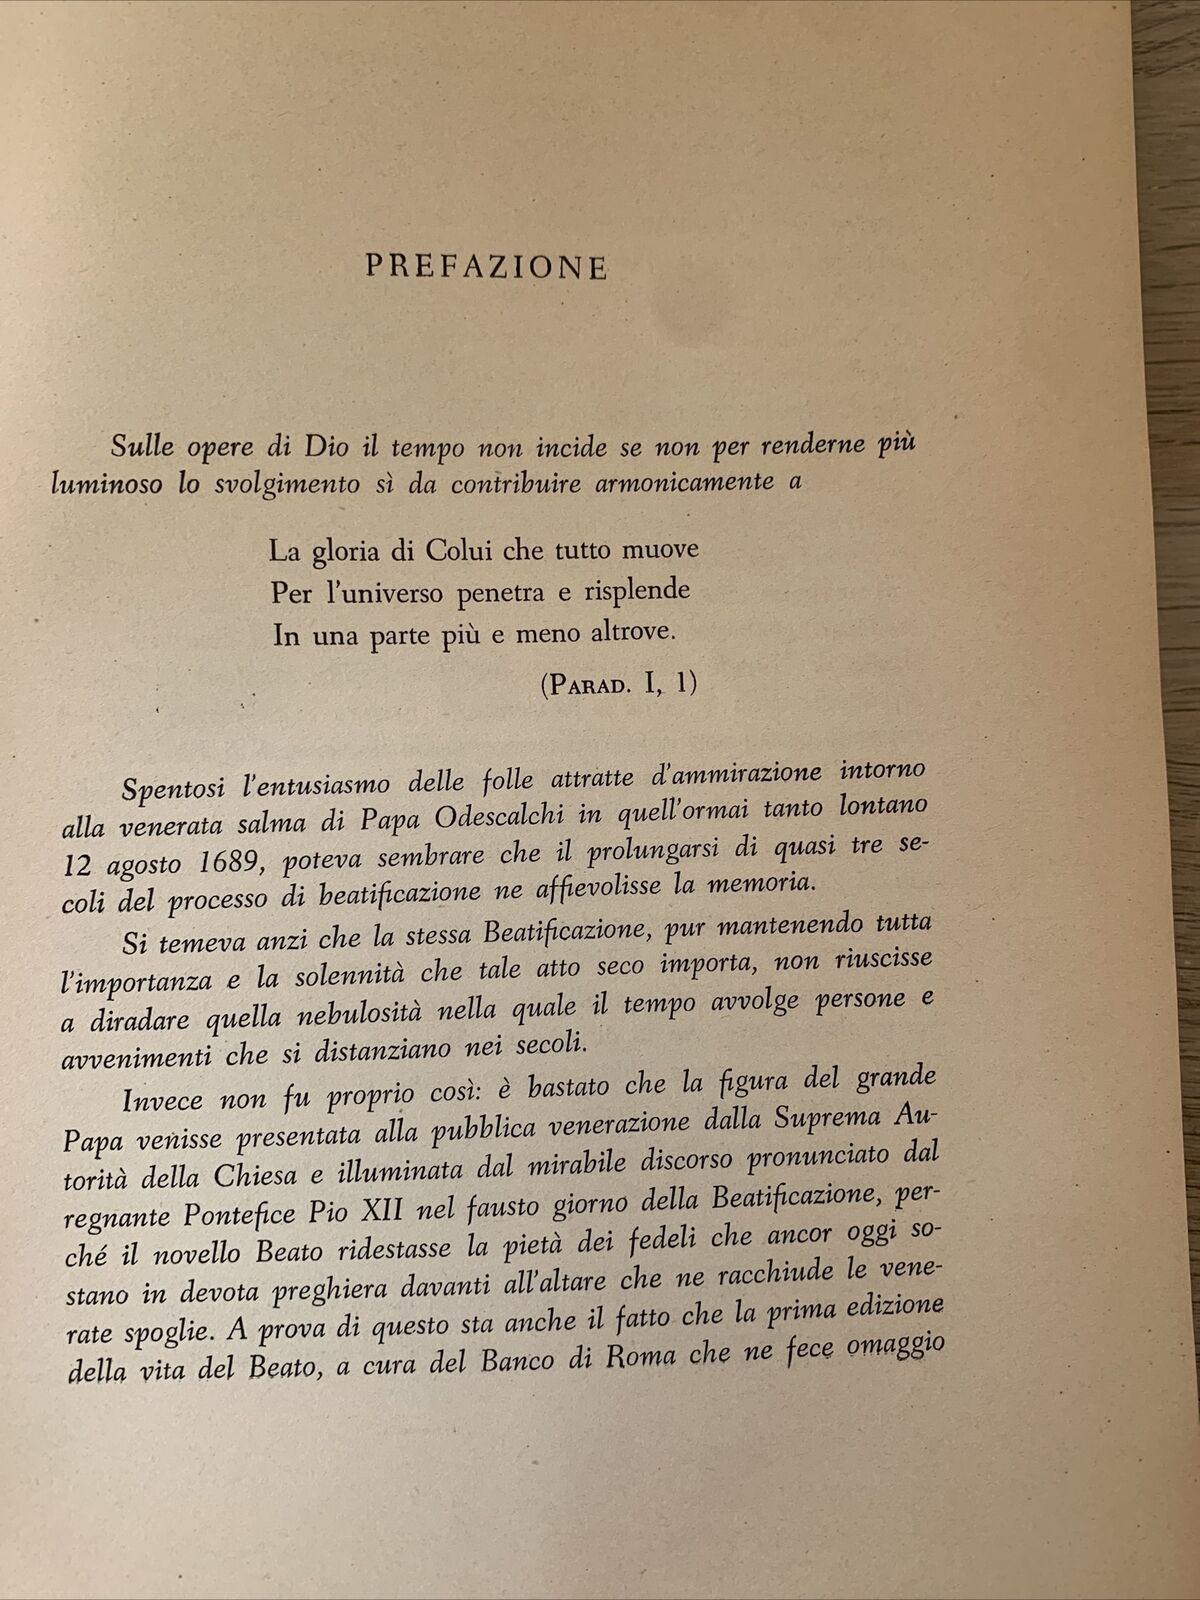 PREFAZIONE
Sulle opere di Dio il tempo non incide se non per renderne più
luminoso lo svolgimento sì da contribuire armonicamente a
La gloria di Colui che tutto muove
Per l'universo penetra e risplende
In una parte più e meno altrove.
(PARAD. I, 1)
Spentosi l'entusiasmo delle folle attratte d'ammirazione intorno
alla venerata salma di Papa Odescalchi in quell'ormai tanto lontano
12 agosto 1689, poteva sembrare che il prolungarsi di quasi tre se-
coli del processo di beatificazione ne affievolisse la memoria.
Si temeva anzi che la stessa Beatificazione, pur mantenendo tutta
l'importanza e la solennità che tale atto seco importa, non riuscisse
a diradare quella nebulosità nella quale il tempo avvolge persone e
avvenimenti che si distanziano nei secoli.
Invece non fu proprio così: è bastato che la figura del grande
Papa venisse presentata alla pubblica venerazione dalla Suprema Au-
torità della Chiesa e illuminata dal mirabile discorso pronunciato dal
regnante Pontefice Pio XII nel fausto giorno della Beatificazione, per-
ché il novello Beato ridestasse la pietà dei fedeli che ancor oggi so-
stano in devota preghiera davanti all'altare che ne racchiude le vene-
rate spoglie. A prova di questo sta anche il fatto che la prima edizione
della vita del Beato, a cura del Banco di Roma che ne fece omaggio